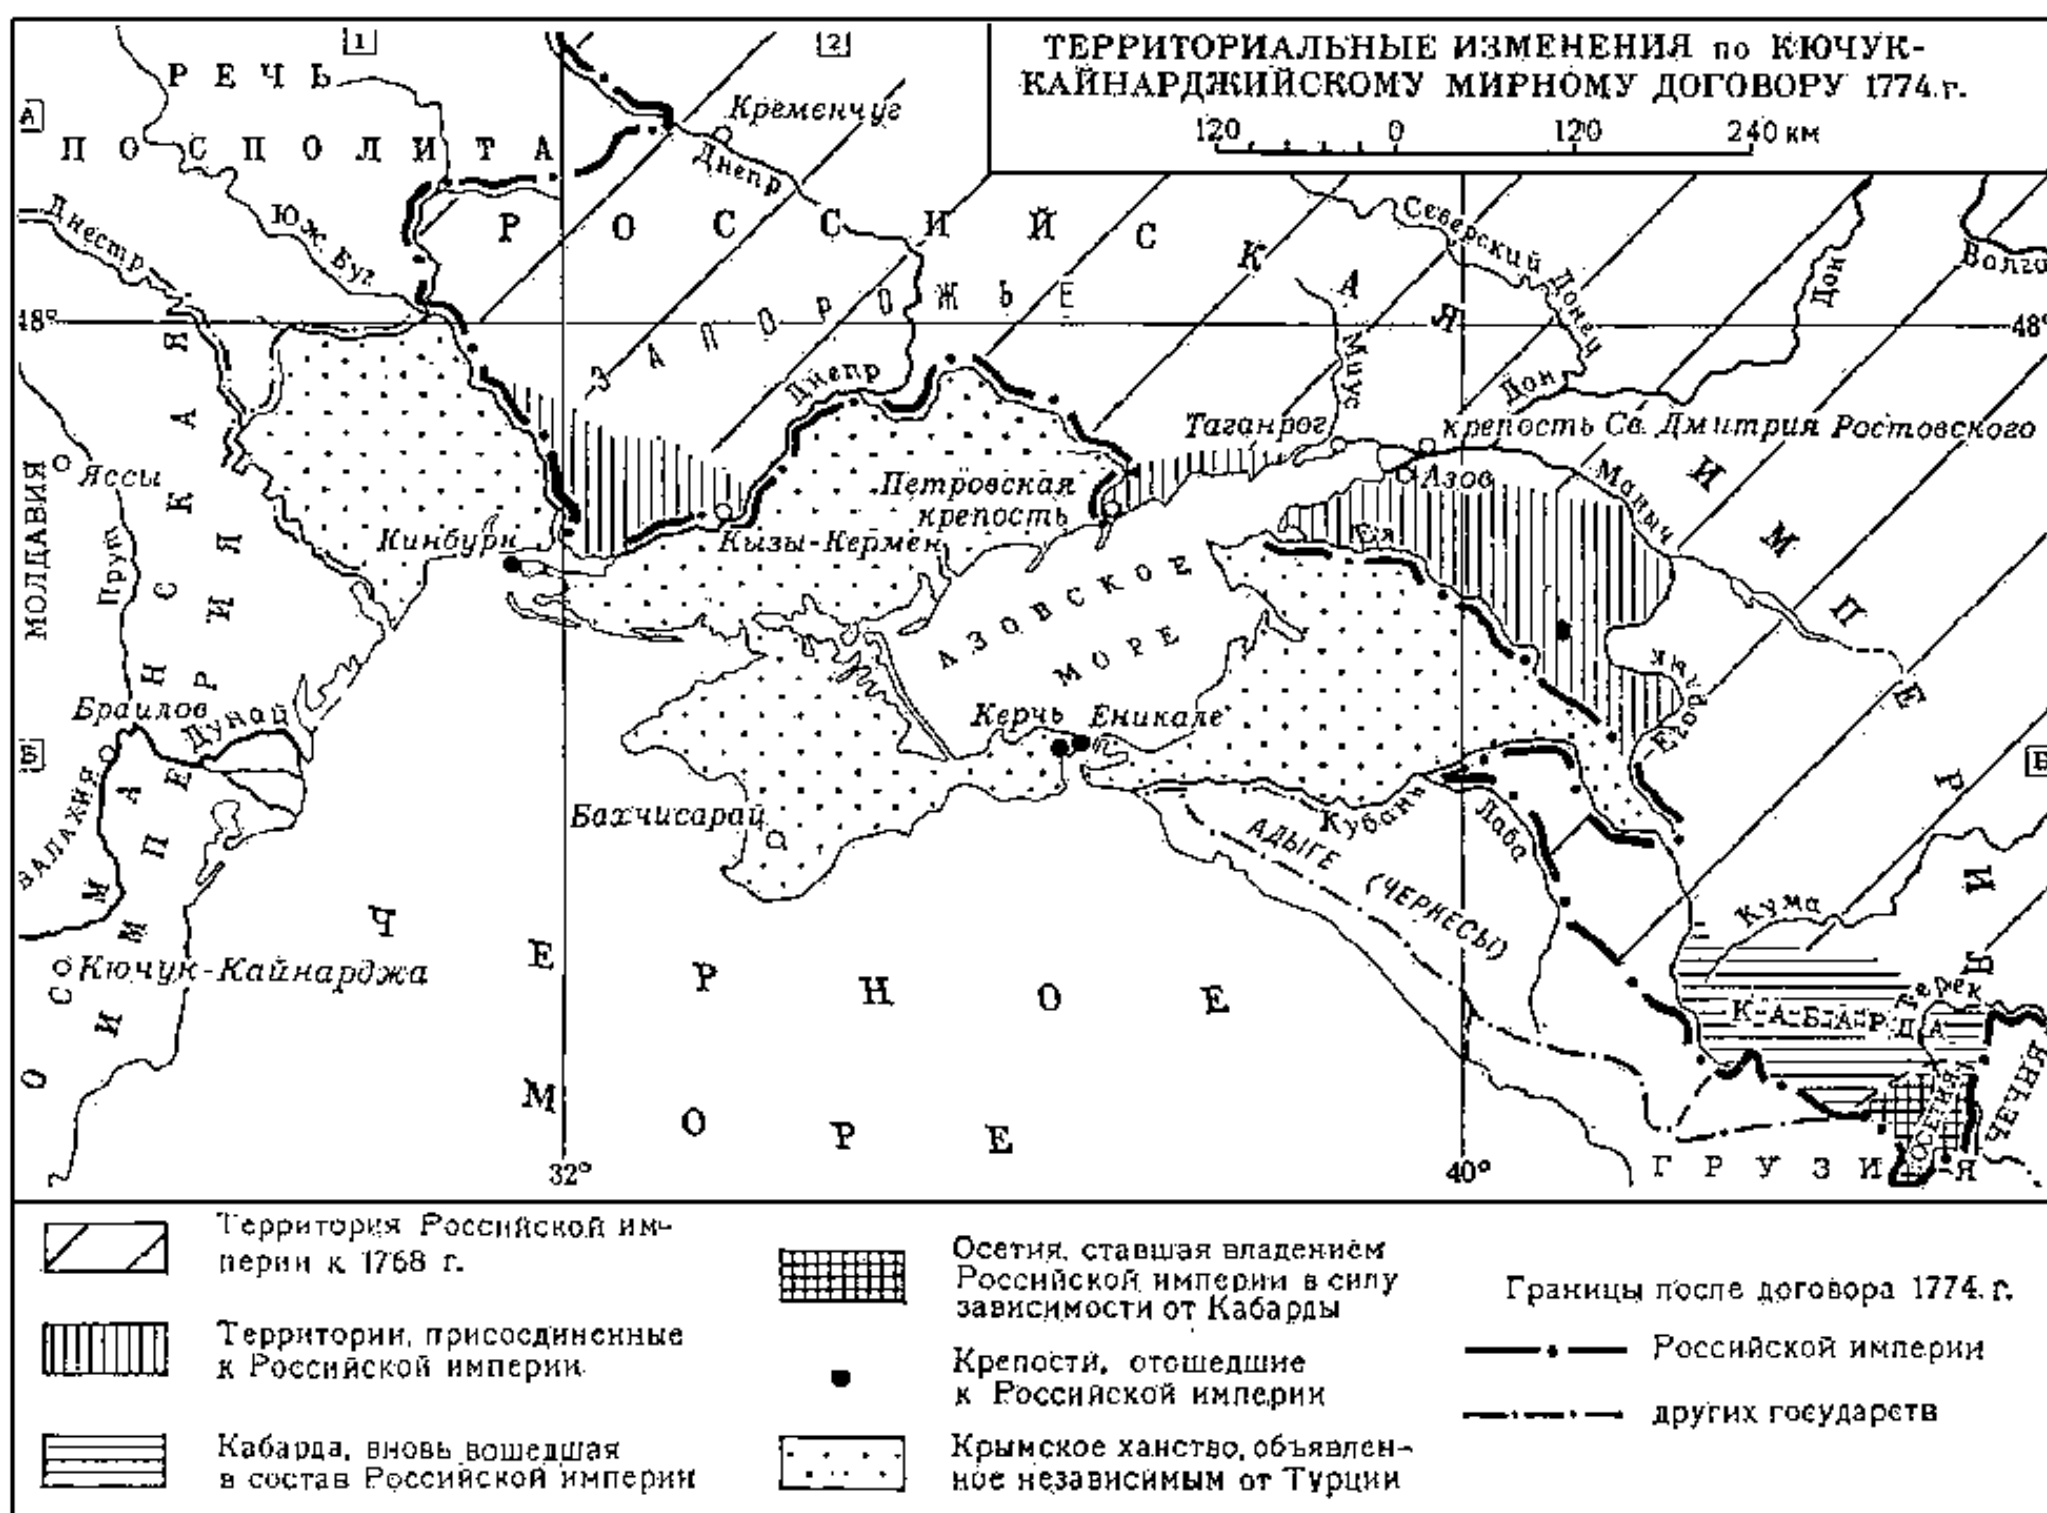 ТЕРРИТОРИАЛЬНЫЕ ИЗМЕНЕНИЯ по КЮЧУК-
КАЙНАРДЖИЙСКОМУ МИРНОМУ ДОГОВОРУ 1774.г.
120 0 120 240 км
1
2
А
РЕЧЬ
ПОСПОЛИТА
Кременчуг
Днепр
Днестр
Юж. Буг
РОССИЙСКАЯ ИМПЕРИЯ
Северский Донец
Дон
Волга
48°
48°
ЗАПОРОЖЬЕ
Днепр
Миус
Дон
Таганрог
крепость Св. Дмитрия Ростовского
Азов
Маныч
МОЛДАВИЯ
Яссы
Прут
Кинбурн
Кызы-Кермен
Петровская
крепость
Ея
АЗОВСКОЕ
МОРЕ
Егорлык
Браилов
Дунай
ВАЛАХИЯ
Керчь
Еникале
Б
Б
Бахчисарай
Кубань
Лаба
АДЫГЕ (ЧЕРКЕСЫ)
Кума
Кючук-Кайнарджа
ОСМАНСКАЯ
ИМПЕРИЯ
ЧЕРНОЕ
МОРЕ
Терек
КАБАРДА
ОСЕТИЯ
ЧЕЧНЯ
ГРУЗИЯ
32°
40°
Территория Российской им-
перии к 1768 г.
Территории, присоединенные
к Российской империи
Кабарда, вновь вошедшая
в состав Российской империи
Осетия, ставшая владением
Российской империи в силу
зависимости от Кабарды
Крепости, отошедшие
к Российской империи
Крымское ханство, объявлен-
ное независимым от Турции
Границы после договора 1774. г.
Российской империи
других государств